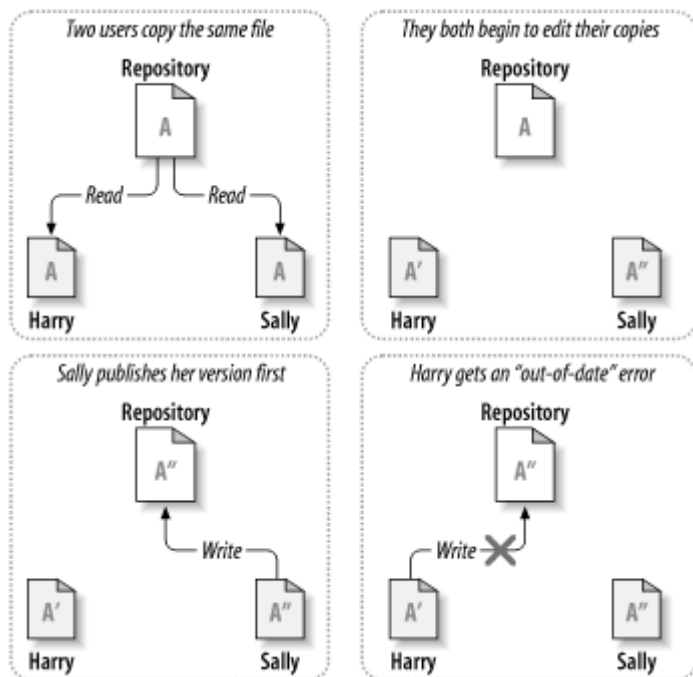 Two users copy the same file
Repository
A
Read
Read
A
A
Harry
Sally
They both begin to edit their copies
Repository
A
A′
A″
Harry
Sally
Sally publishes her version first
Repository
A″
Write
A′
A″
Harry
Sally
Harry gets an “out-of-date” error
Repository
A″
Write
A′
A″
Harry
Sally